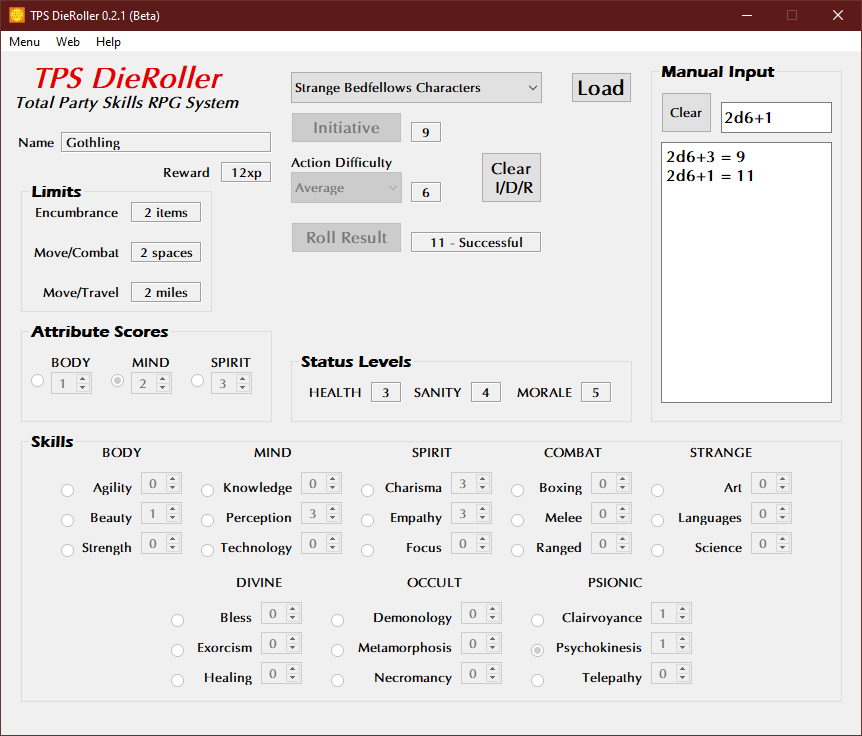 TPS DieRoller 0.2.1 (Beta)
Menu Web Help
TPS DieRoller
Total Party Skills RPG System
Name Gothling
Reward 12xp
Limits
Encumbrance 2 items
Move/Combat 2 spaces
Move/Travel 2 miles
Strange Bedfellows Characters
Load
Initiative 9
Action Difficulty
Average 6
Clear
I/D/R
Roll Result 11 - Successful
Manual Input
Clear 2d6+1
2d6+3 = 9
2d6+1 = 11
Attribute Scores
BODY MIND SPIRIT
1 2 3
Status Levels
HEALTH 3 SANITY 4 MORALE 5
Skills
BODY MIND SPIRIT COMBAT STRANGE
Agility 0 Knowledge 0 Charisma 3 Boxing 0 Art 0
Beauty 1 Perception 3 Empathy 3 Melee 0 Languages 0
Strength 0 Technology 0 Focus 0 Ranged 0 Science 0
DIVINE OCCULT PSIONIC
Bless 0 Demonology 0 Clairvoyance 1
Exorcism 0 Metamorphosis 0 Psychokinesis 1
Healing 0 Necromancy 0 Telepathy 0